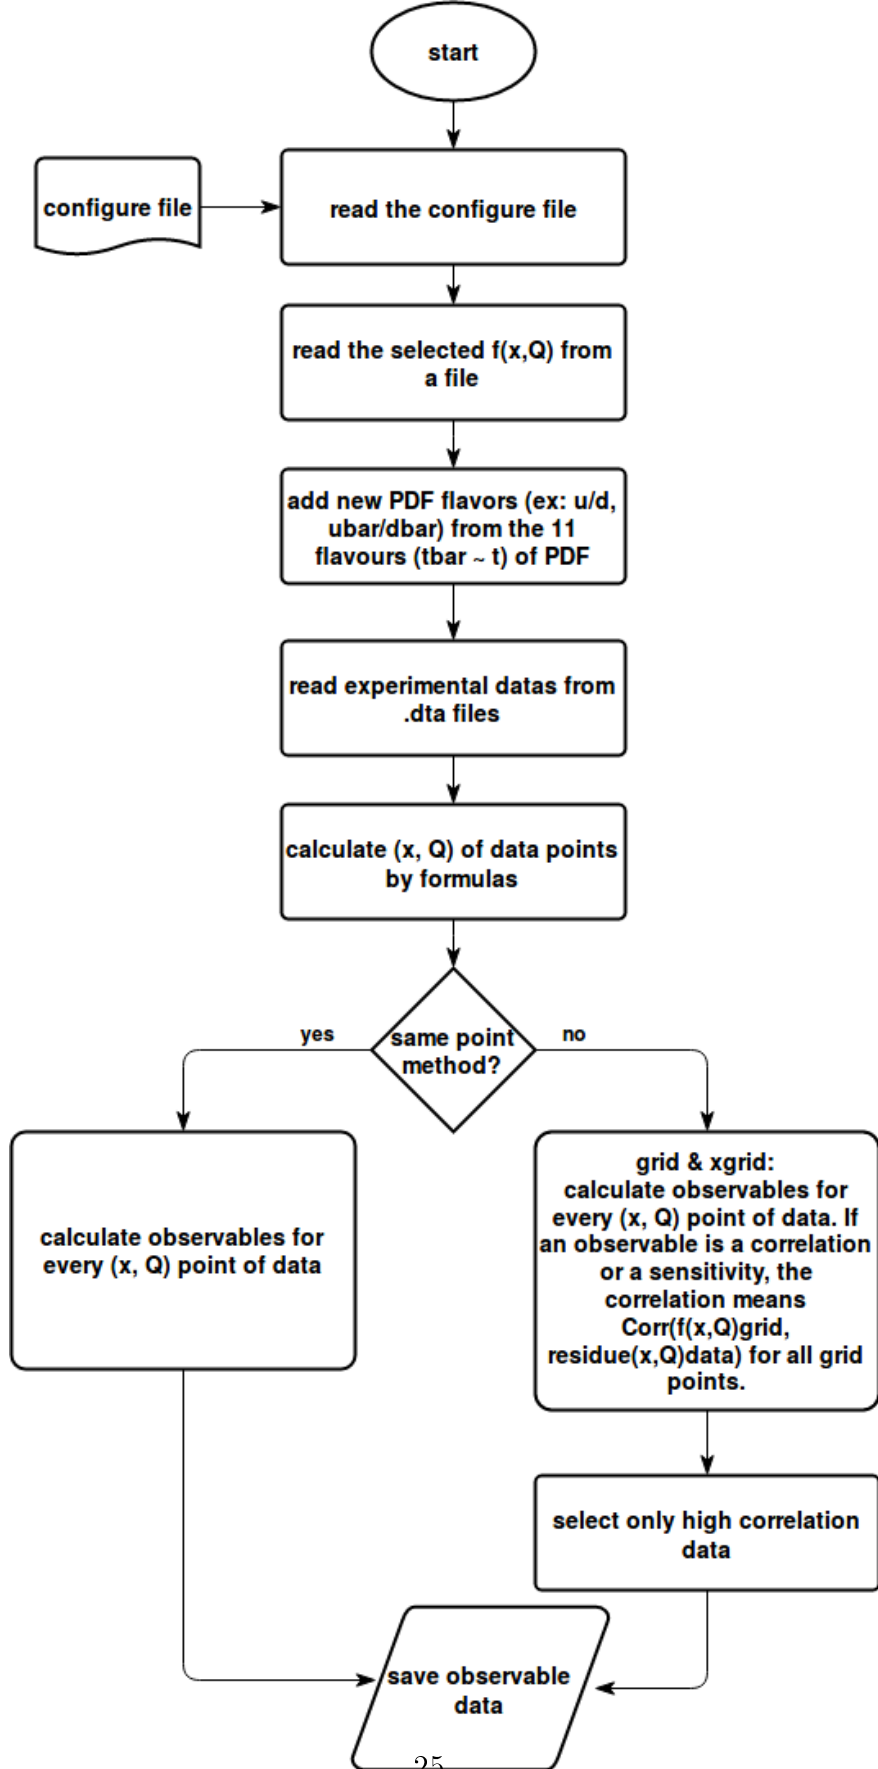 start
configure file
read the configure file
read the selected f(x,Q) from
a file
add new PDF flavors (ex: u/d,
ubar/dbar) from the 11
flavours (tbar ~ t) of PDF
read experimental datas from
.dta files
calculate (x, Q) of data points
by formulas
same point
method?
yes
no
calculate observables for
every (x, Q) point of data
grid & xgrid:
calculate observables for
every (x, Q) point of data. If
an observable is a correlation
or a sensitivity, the
correlation means
Corr(f(x,Q)grid,
residue(x,Q)data) for all grid
points.
select only high correlation
data
save observable
data
25